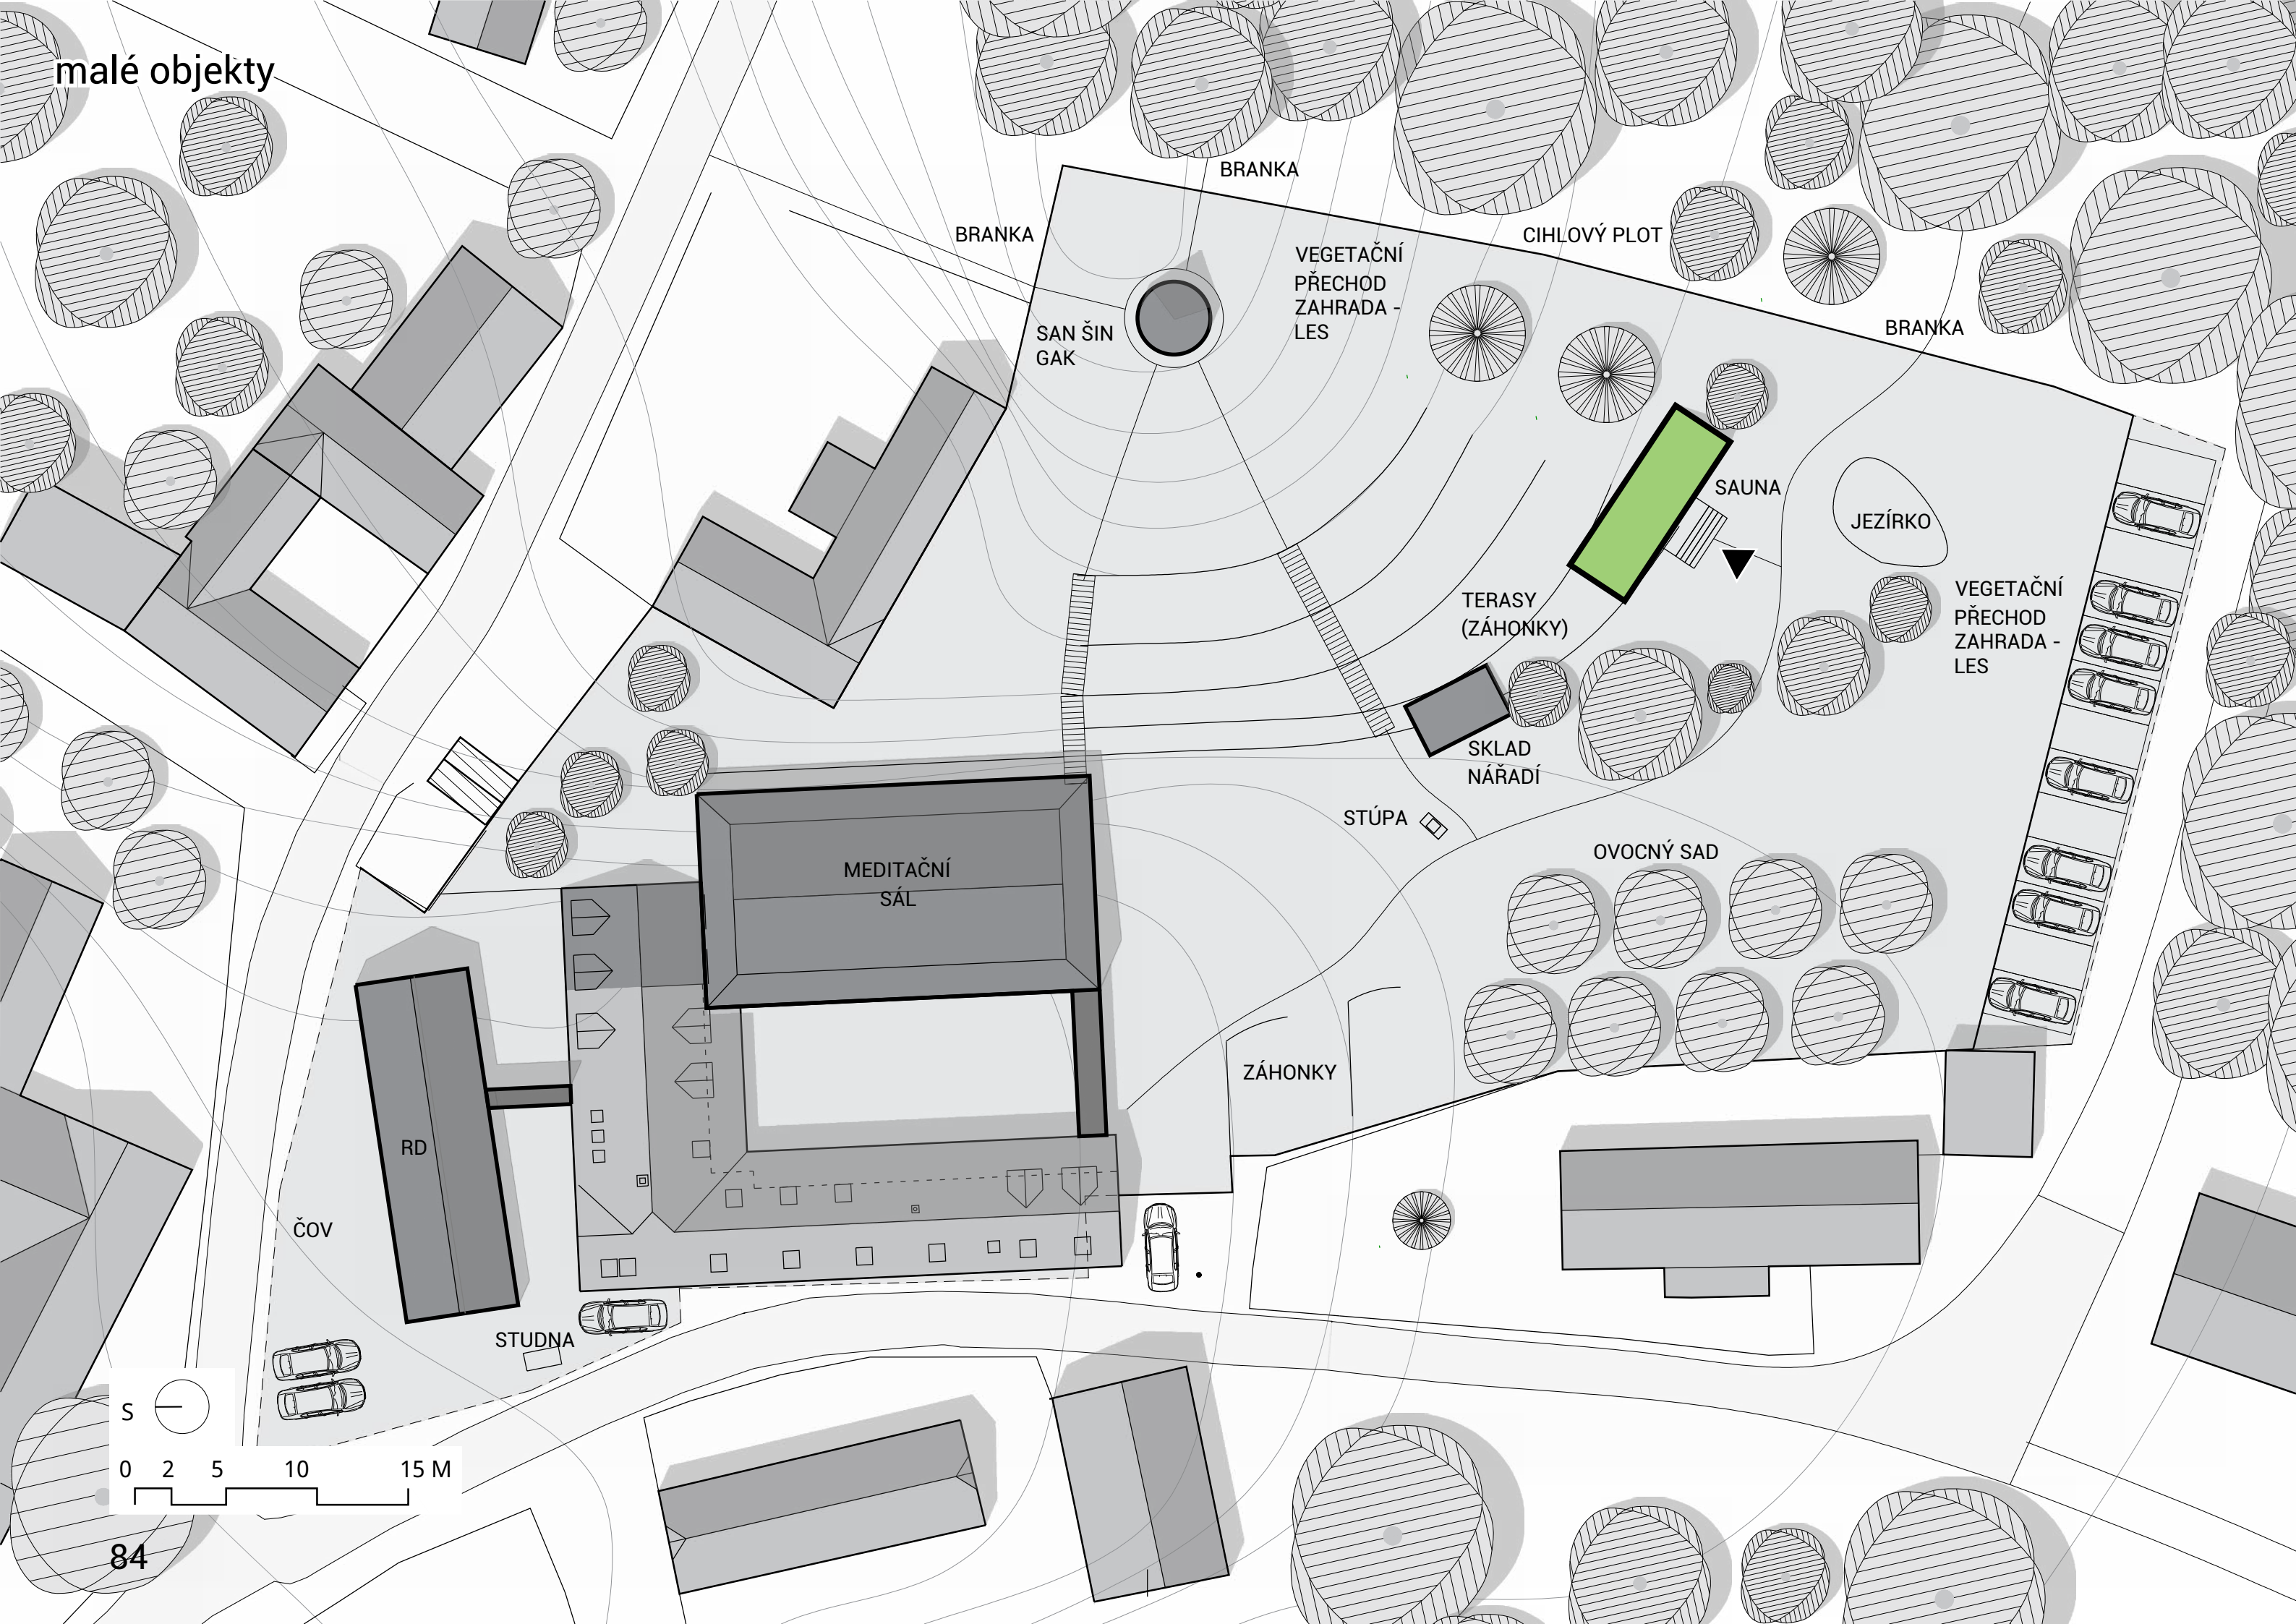 malé objekty
BRANKA
BRANKA
VEGETAČNÍ
PŘECHOD
ZAHRADA -
LES
CIHLOVÝ PLOT
BRANKA
SAN ŠIN
GAK
SAUNA
JEZÍRKO
VEGETAČNÍ
PŘECHOD
ZAHRADA -
LES
TERASY
(ZÁHONKY)
SKLAD
NÁŘADÍ
STÚPA
OVOCNÝ SAD
MEDITAČNÍ
SÁL
ZÁHONKY
RD
ČOV
STUDNA
S
0 2 5 10 15 M
84